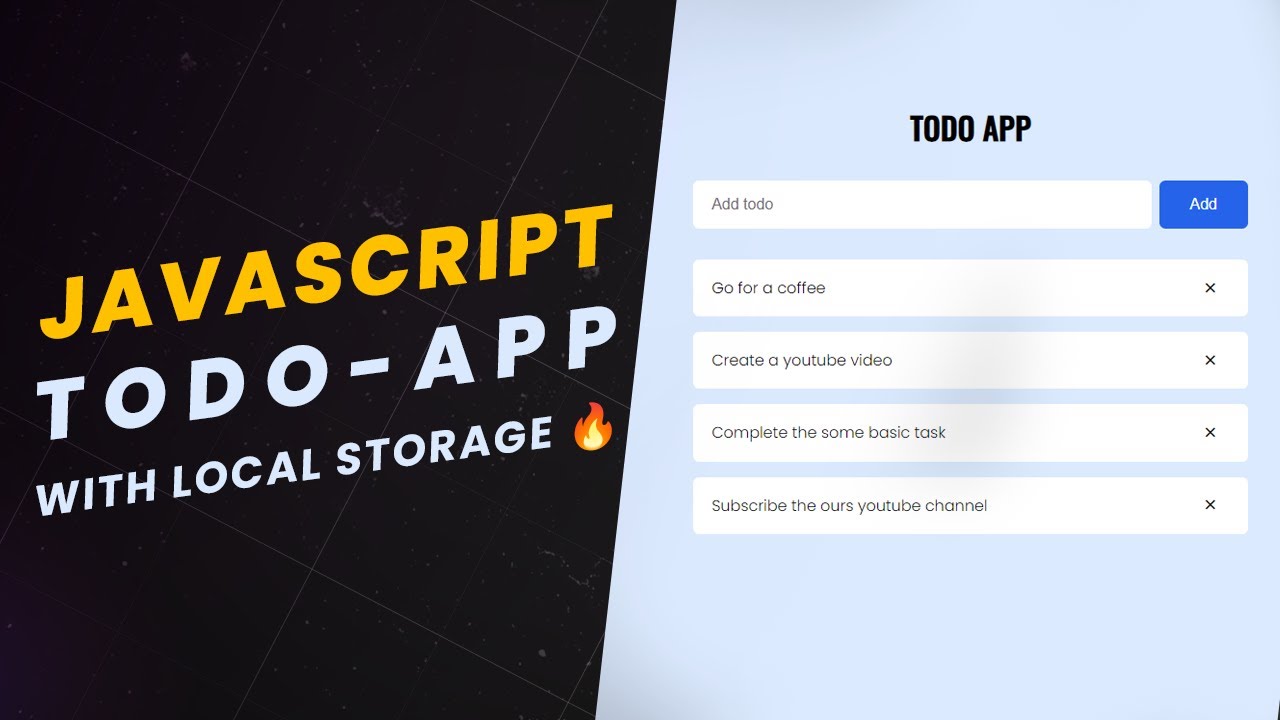 JAVASCRIPT
TODO-APP
WITH LOCAL STORAGE 🔥
TODO APP
Add todo
Add
Go for a coffee
×
Create a youtube video
×
Complete the some basic task
×
Subscribe the ours youtube channel
×